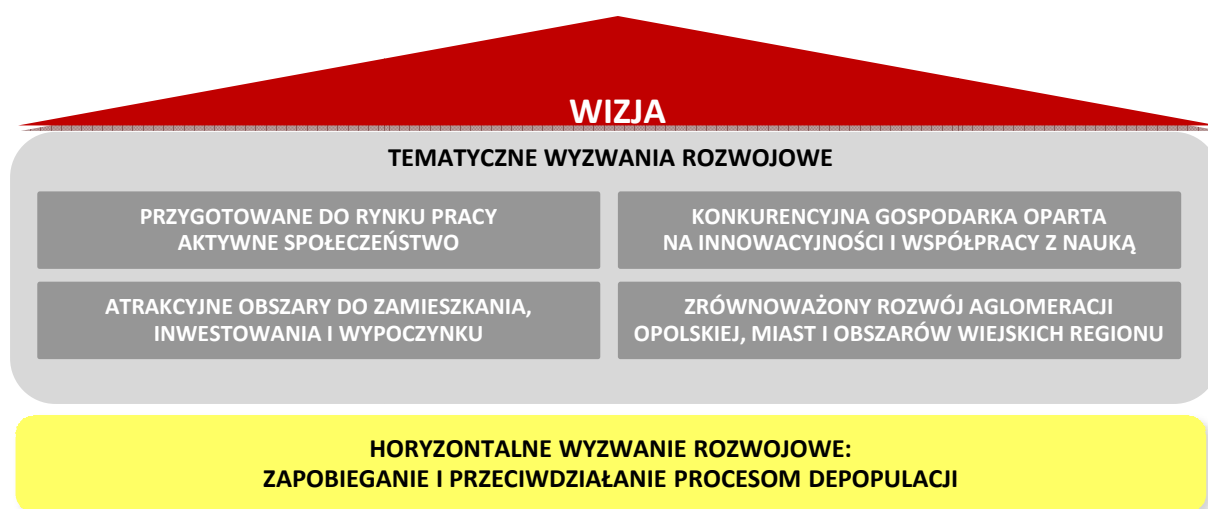 WIZJA
TEMATYCZNE WYZWANIA ROZWOJOWE
PRZYGOTOWANE DO RYNKU PRACY
AKTYWNE SPOŁECZEŃSTWO
KONKURENCYJNA GOSPODARKA OPARTA
NA INNOWACYJNOŚCI I WSPÓŁPRACY Z NAUKĄ
ATRAKCYJNE OBSZARY DO ZAMIESZKANIA,
INWESTOWANIA I WYPOCZYNKU
ZRÓWNOWAŻONY ROZWÓJ AGLOMERACJI
OPOLSKIEJ, MIAST I OBSZARÓW WIEJSKICH REGIONU
HORYZONTALNE WYZWANIE ROZWOJOWE:
ZAPOBIEGANIE I PRZECIWDZIAŁANIE PROCESOM DEPOPULACJI